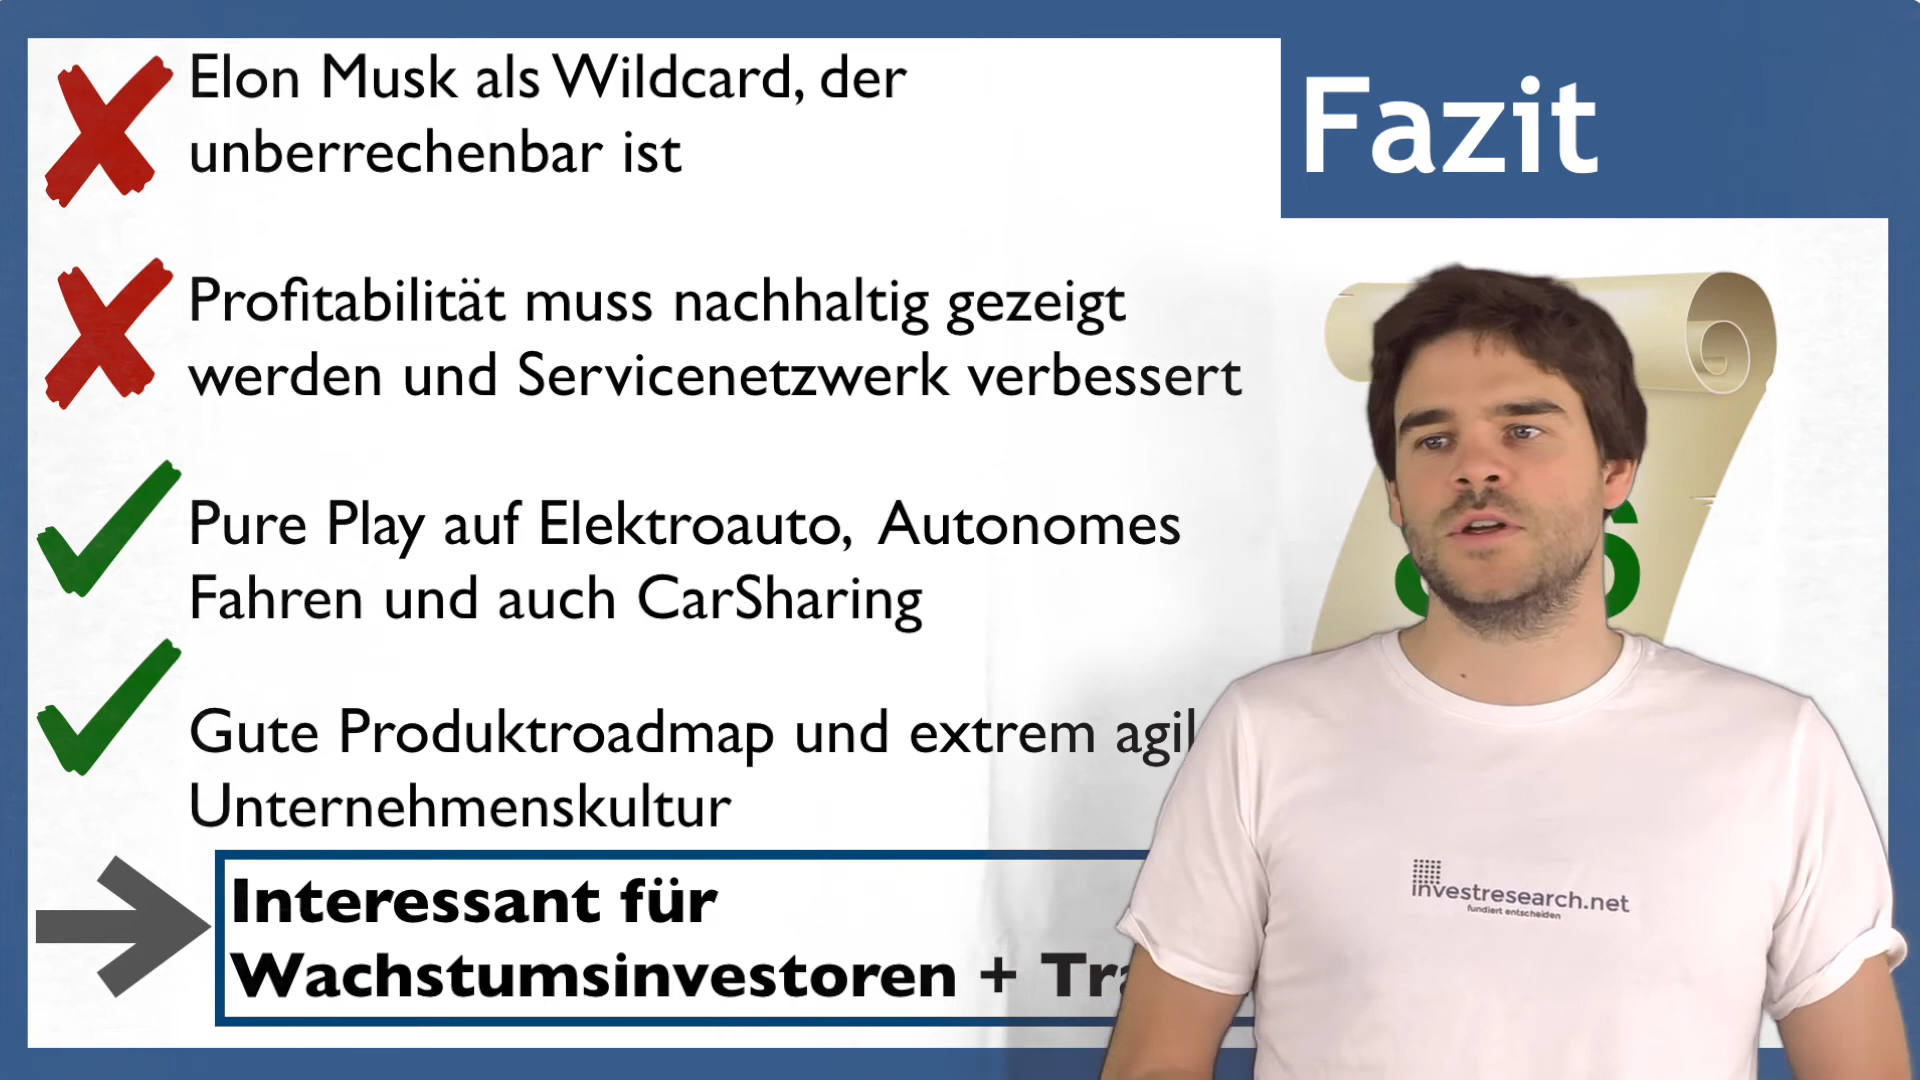 Elon Musk als Wildcard, der
unberrechenbar ist
Profitabilität muss nachhaltig gezeigt
werden und Servicenetzwerk verbessert
Pure Play auf Elektroauto, Autonomes
Fahren und auch CarSharing
Gute Produktroadmap und extrem
Unternehmenskultur
Interessant für
Wachstumsinvestoren +
Fazit
investresearch.net
fundiert entscheiden